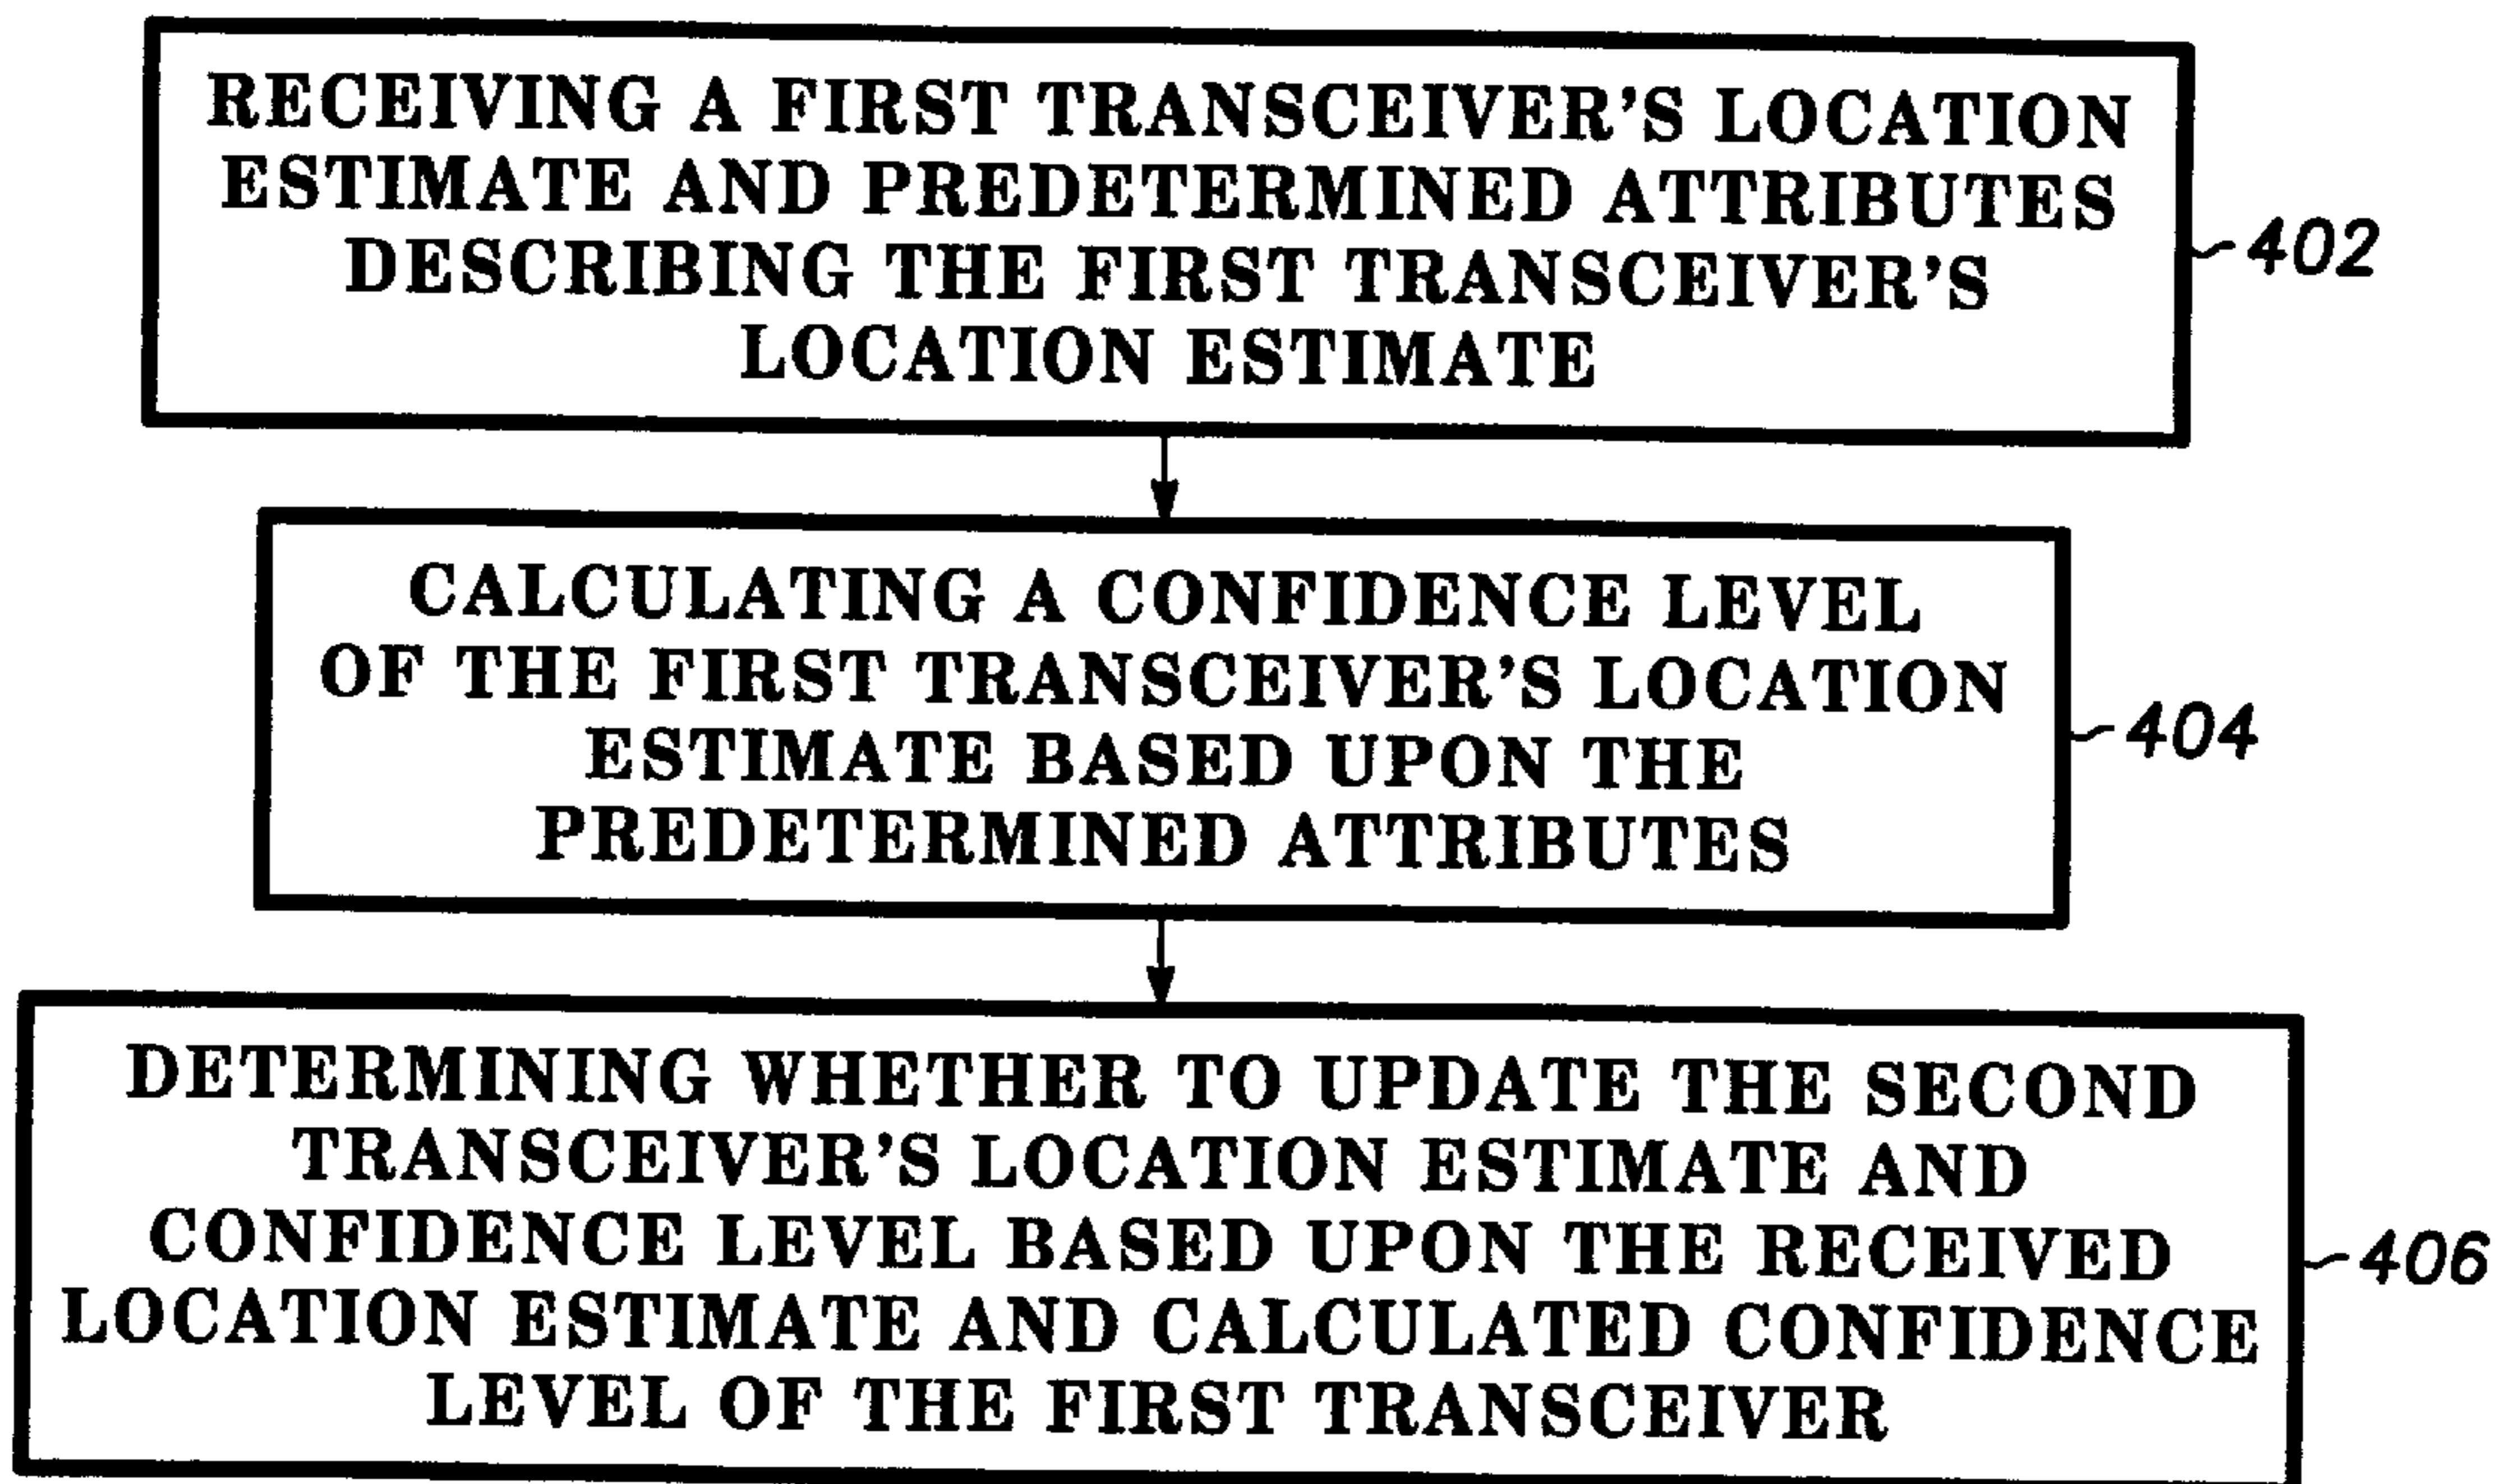 RECEIVING A FIRST TRANSCEIVER'S LOCATION
ESTIMATE AND PREDETERMINED ATTRIBUTES
DESCRIBING THE FIRST TRANSCEIVER'S
LOCATION ESTIMATE
402
CALCULATING A CONFIDENCE LEVEL
OF THE FIRST TRANSCEIVER'S LOCATION
ESTIMATE BASED UPON THE
PREDETERMINED ATTRIBUTES
404
DETERMINING WHETHER TO UPDATE THE SECOND
TRANSCEIVER'S LOCATION ESTIMATE AND
CONFIDENCE LEVEL BASED UPON THE RECEIVED
LOCATION ESTIMATE AND CALCULATED CONFIDENCE
LEVEL OF THE FIRST TRANSCEIVER
406